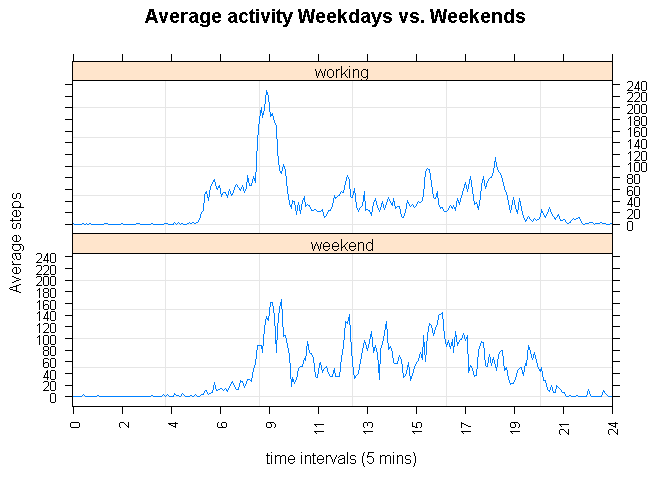 Average activity Weekdays vs. Weekends
working
0 20 40 60 80 100 120 140 160 180 200 220 240
weekend
0 20 40 60 80 100 120 140 160 180 200 220 240
Average steps
0 2 4 6 9 11 13 16 17 19 21 24
time intervals (5 mins)